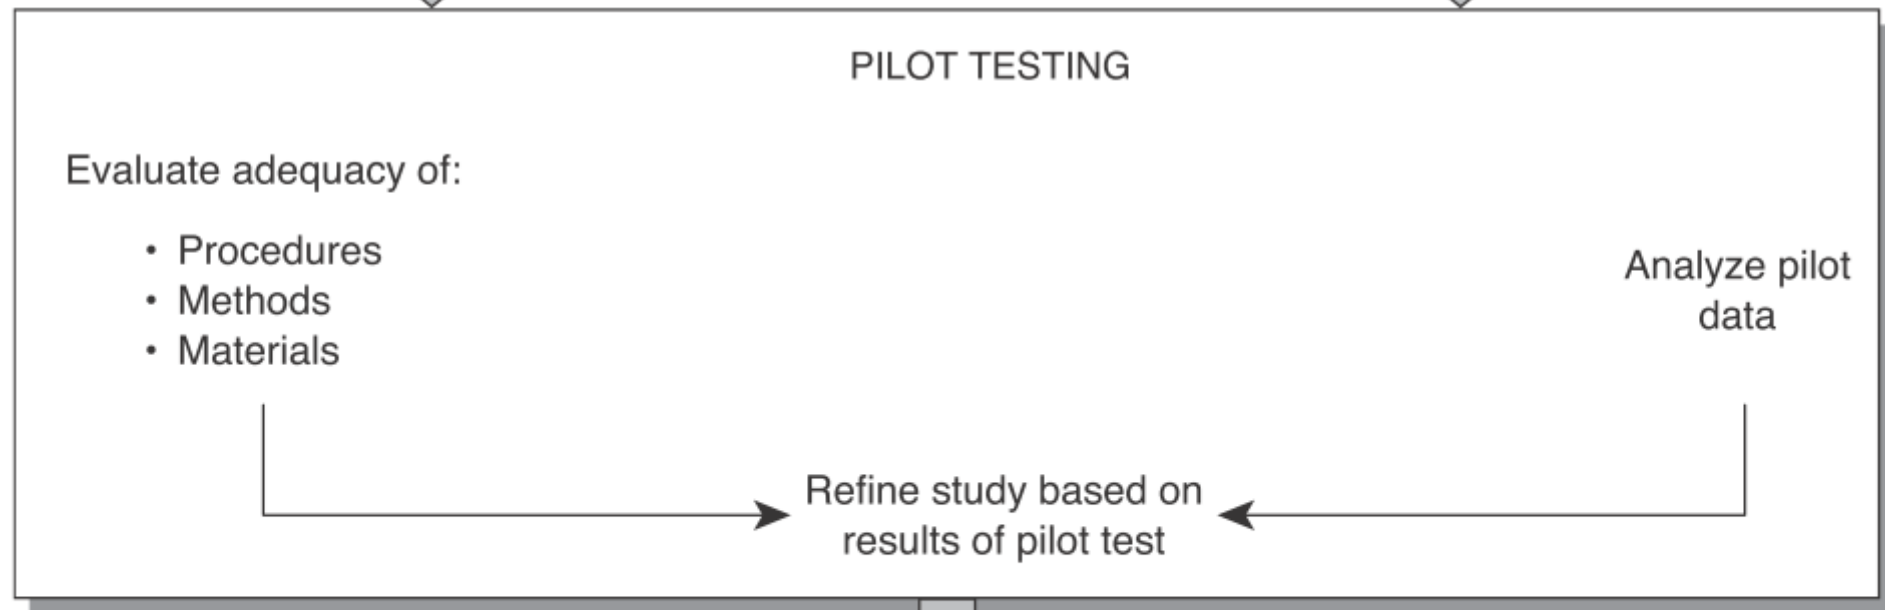 PILOT TESTING
Evaluate adequacy of:
• Procedures
• Methods
• Materials
Analyze pilot
data
Refine study based on
results of pilot test